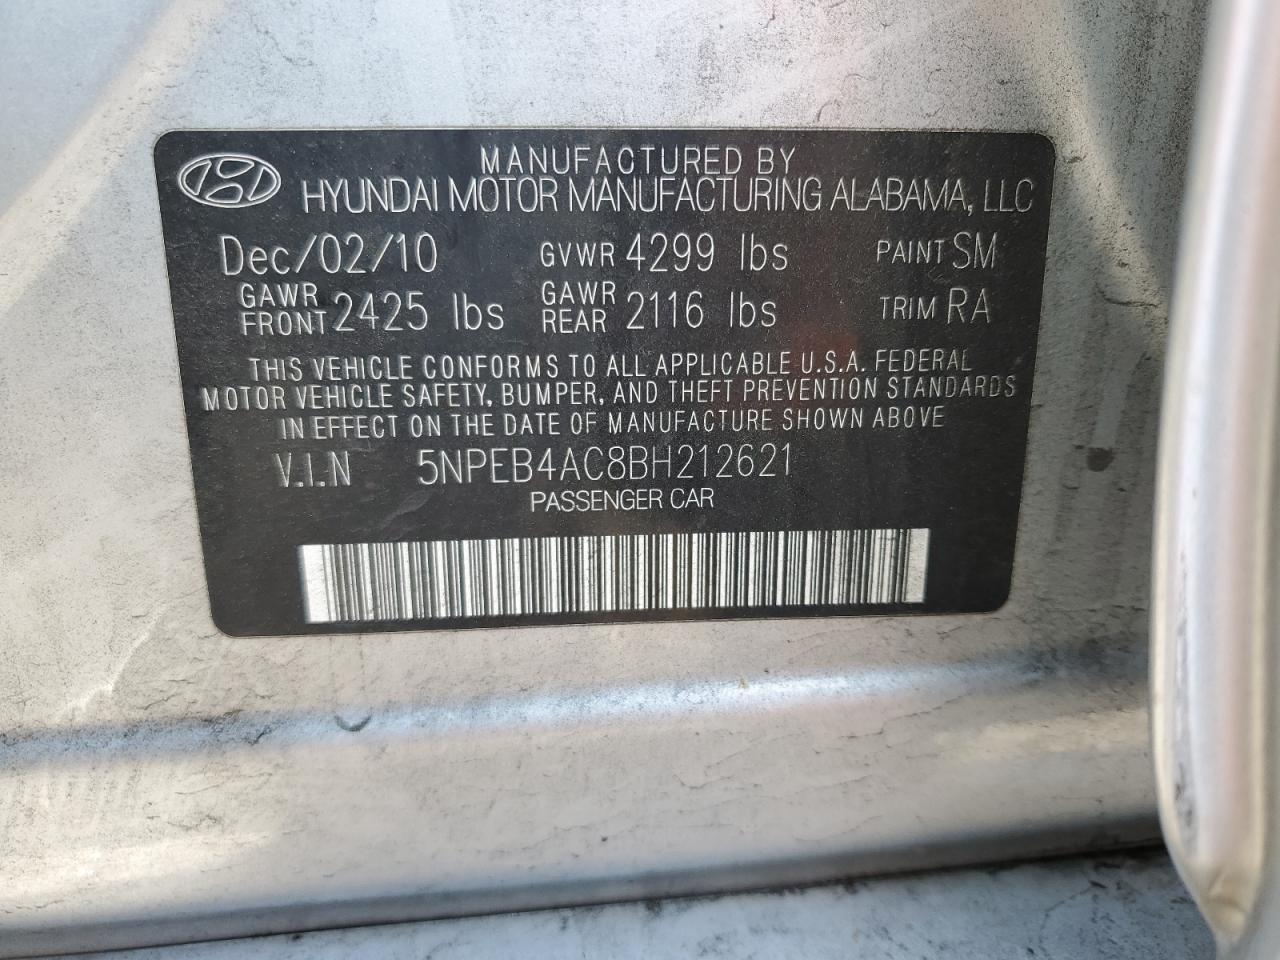 MANUFACTURED BY
HYUNDAI MOTOR MANUFACTURING ALABAMA, LLC
Dec/02/10 GVWR 4299 lbs PAINT SM
GAWR FRONT 2425 lbs GAWR REAR 2116 lbs TRIM RA
THIS VEHICLE CONFORMS TO ALL APPLICABLE U.S.A. FEDERAL
MOTOR VEHICLE SAFETY, BUMPER, AND THEFT PREVENTION STANDARDS
IN EFFECT ON THE DATE OF MANUFACTURE SHOWN ABOVE
V.I.N 5NPEB4AC8BH212621
PASSENGER CAR